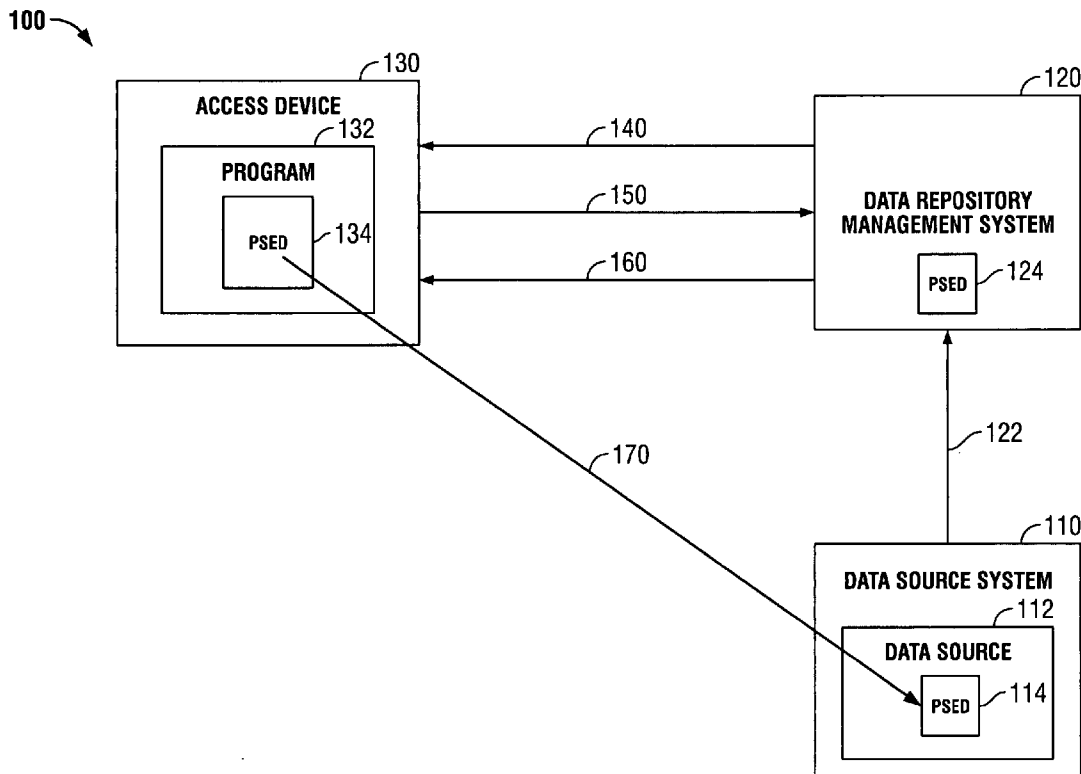 100
130
ACCESS DEVICE
132
PROGRAM
PSED
134
140
150
160
120
DATA REPOSITORY
MANAGEMENT SYSTEM
PSED
124
122
170
110
DATA SOURCE SYSTEM
112
DATA SOURCE
PSED
114